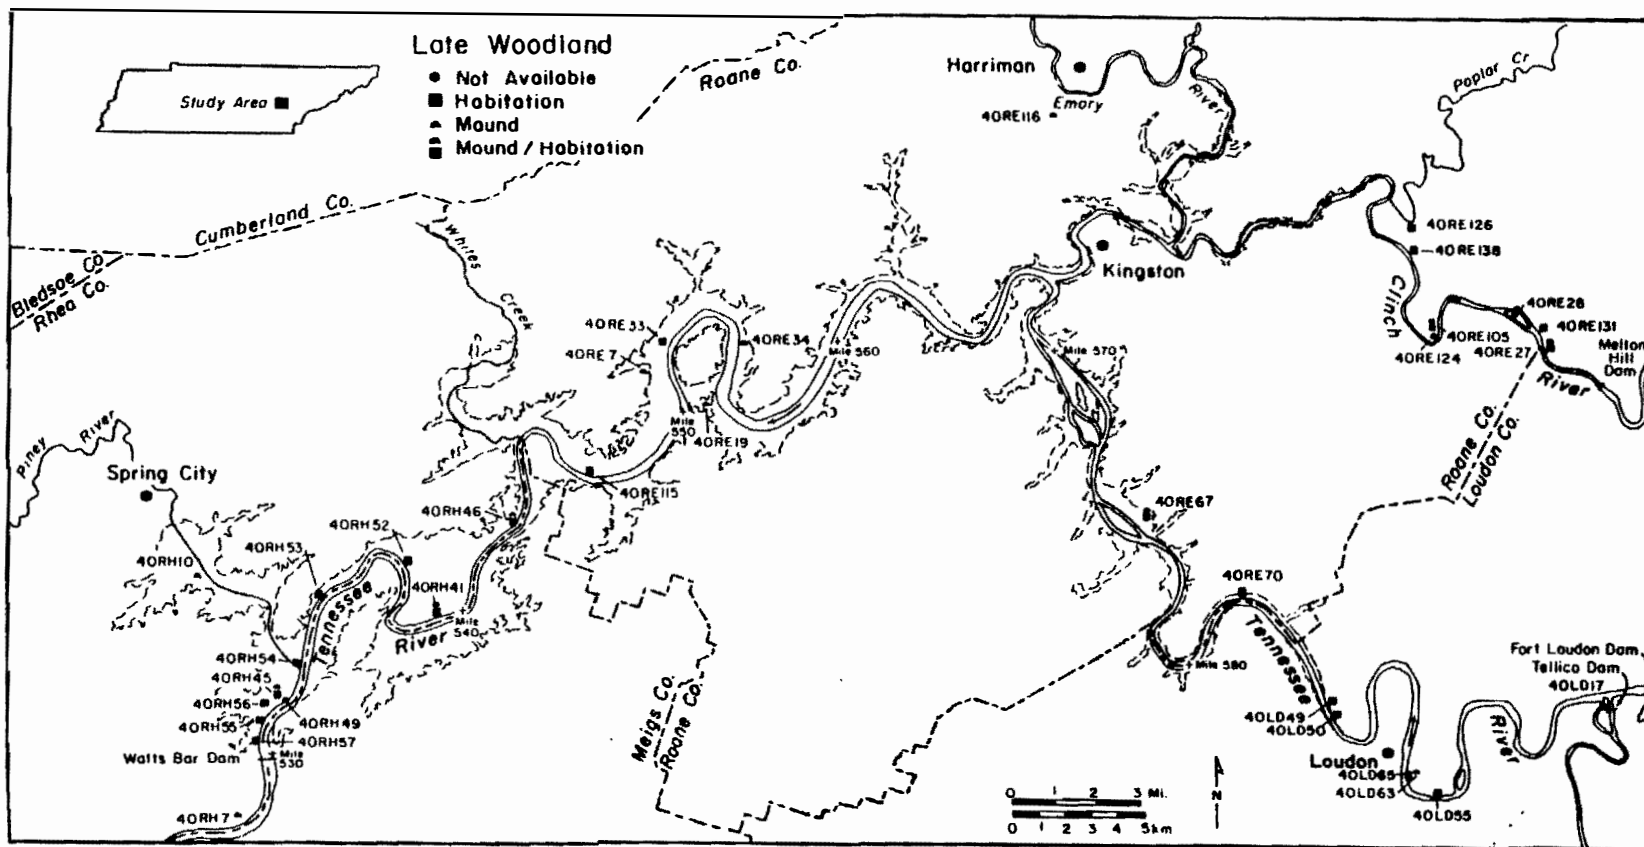 Late Woodland
Not Available
Habitation
Mound
Mound / Habitation
Study Area
Roane Co.
Cumberland Co.
Bledsoe Co.
Rhea Co.
Whites
Creek
Harriman
Emory
River
40RE116
Poplar Cr
Kingston
40RE126
40RE138
Clinch
40RE28
40RE131
40RE105
40RE124
40RE27
Melton
Hill
Dam
River
Roane Co.
Loudon Co.
40RE33
40RE7
40RE34
Mile 560
Mile 570
Mile
550
40RE19
40RE115
Piney
River
Spring City
40RH46
40RH52
40RH53
40RH10
40RH41
Tennessee
River
Mile
540
40RH54
40RH45
40RH56
40RH55
40RH49
40RH57
Watts Bar Dam
Mile
530
40RH7
Meigs Co.
Roane Co.
40RE67
40RE70
Tennessee
Mile 580
Fort Loudon Dam
Tellico Dam
40LD17
40LD49
40LD50
River
Loudon
40LD65
40LD63
40LD55
0 1 2 3 Mi.
0 1 2 3 4 5km
N